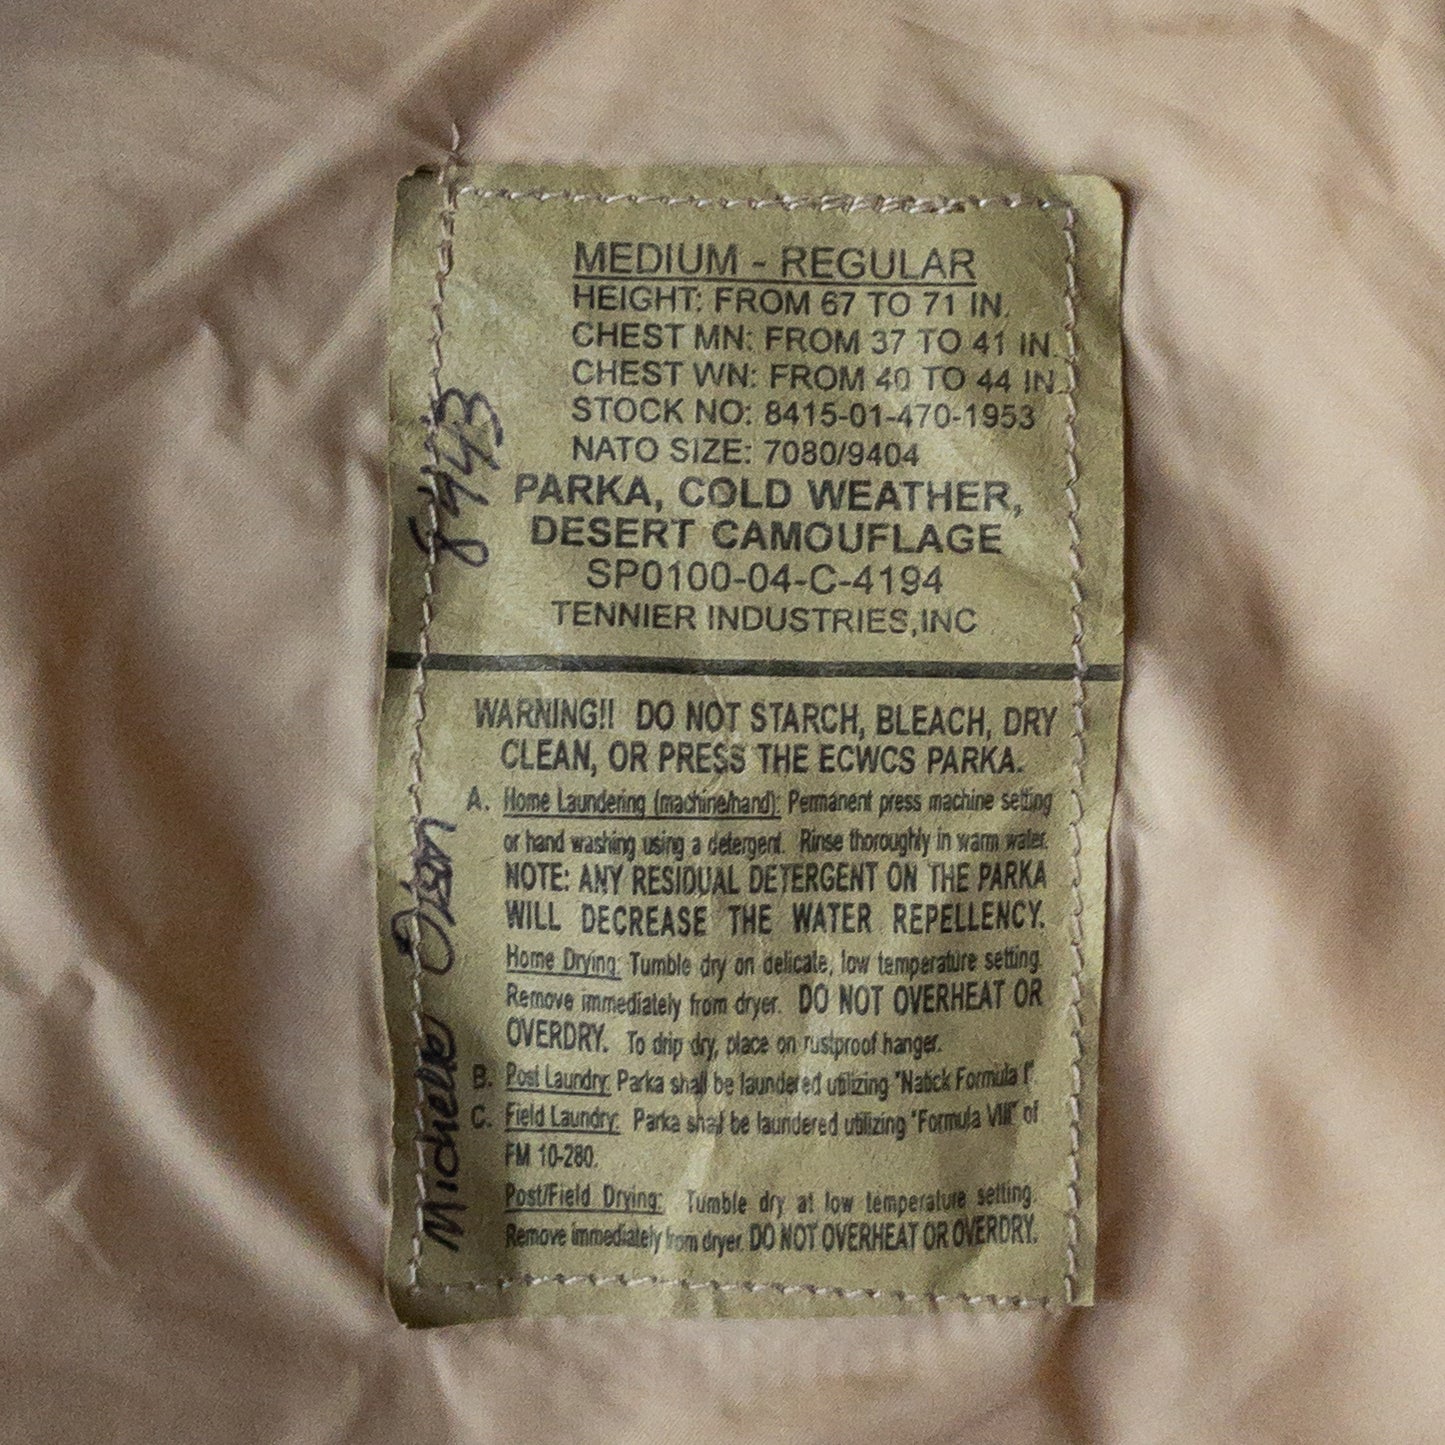 MEDIUM - REGULAR
HEIGHT: FROM 67 TO 71 IN.
CHEST MN: FROM 37 TO 41 IN.
CHEST WN: FROM 40 TO 44 IN.
STOCK NO: 8415-01-470-1953
NATO SIZE: 7080/9404
PARKA, COLD WEATHER,
DESERT CAMOUFLAGE
SP0100-04-C-4194
TENNIER INDUSTRIES,INC
WARNING!! DO NOT STARCH, BLEACH, DRY
CLEAN, OR PRESS THE ECWCS PARKA.
A. Home Laundering (machine/hand): Permanent press machine setting
or hand washing using a detergent. Rinse thoroughly in warm water.
NOTE: ANY RESIDUAL DETERGENT ON THE PARKA
WILL DECREASE THE WATER REPELLENCY.
Home Drying: Tumble dry on delicate, low temperature setting.
Remove immediately from dryer. DO NOT OVERHEAT OR
OVERDRY. To drip dry, place on rustproof hanger.
B. Post Laundry: Parka shall be laundered utilizing "Natick Formula I".
C. Field Laundry: Parka shall be laundered utilizing "Formula VIII" of
FM 10-280.
Post/Field Drying: Tumble dry at low temperature setting.
Remove immediately from dryer. DO NOT OVERHEAT OR OVERDRY.
Michelle
8443